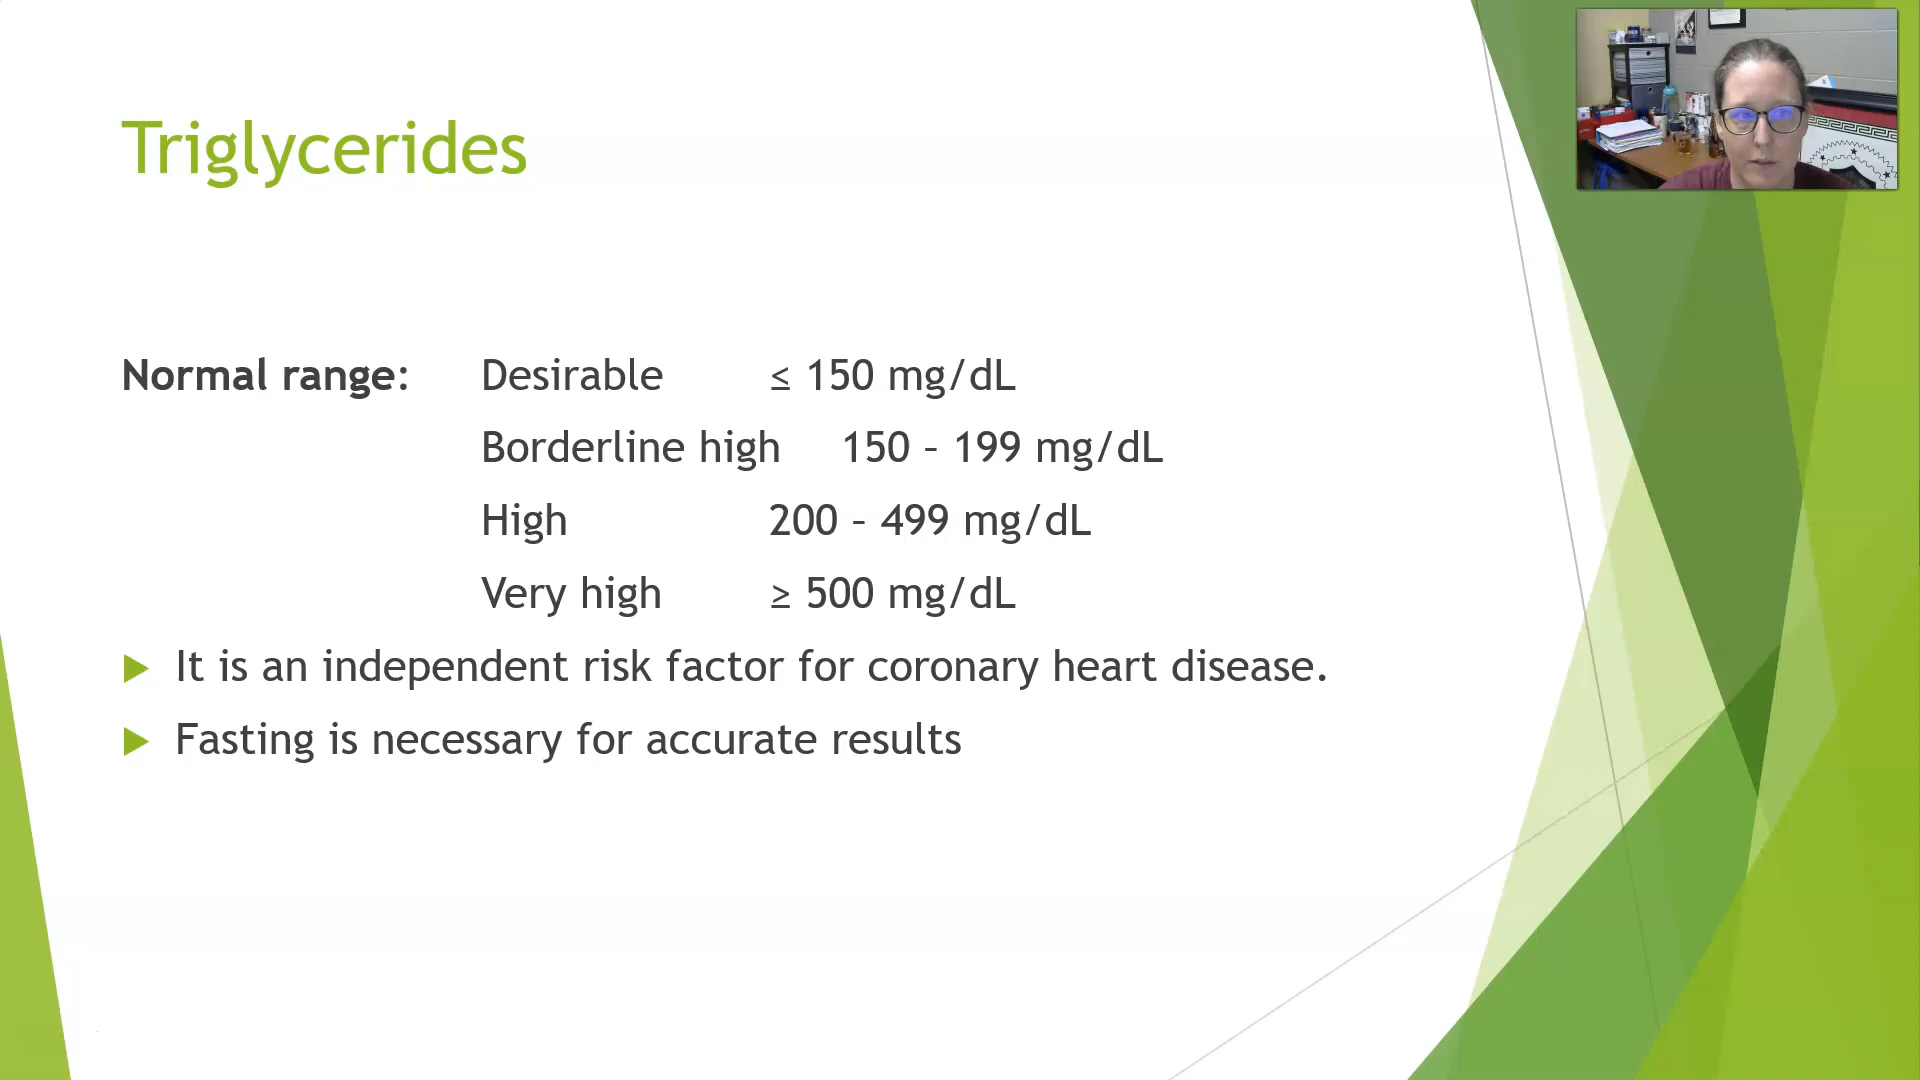 Triglycerides
Normal range: Desirable ≤ 150 mg/dL
Borderline high 150 – 199 mg/dL
High 200 – 499 mg/dL
Very high ≥ 500 mg/dL
It is an independent risk factor for coronary heart disease.
Fasting is necessary for accurate results